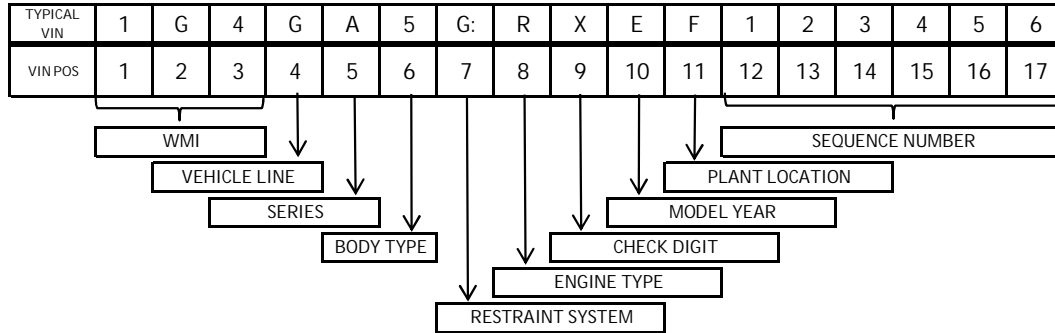 TYPICAL VIN 1 G 4 G A 5 G: R X E F 1 2 3 4 5 6
VIN POS 1 2 3 4 5 6 7 8 9 10 11 12 13 14 15 16 17
WMI SEQUENCE NUMBER
VEHICLE LINE PLANT LOCATION
SERIES MODEL YEAR
BODY TYPE CHECK DIGIT
ENGINE TYPE
RESTRAINT SYSTEM